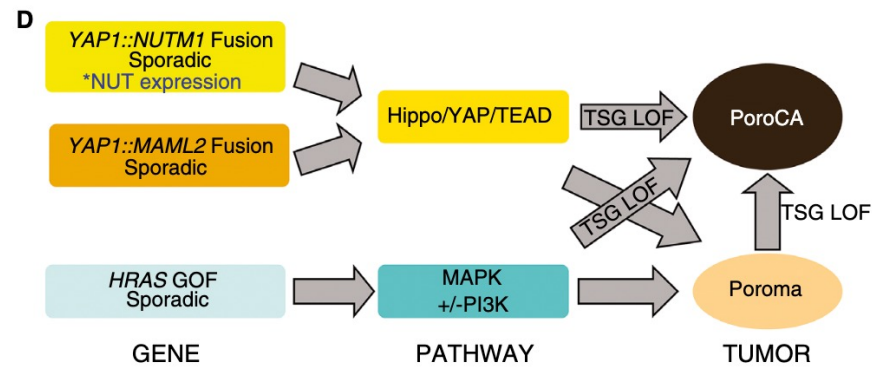 D
YAP1::NUTM1 Fusion
Sporadic
*NUT expression
YAP1::MAML2 Fusion
Sporadic
Hippo/YAP/TEAD
TSG LOF
PoroCA
TSG LOF
TSG LOF
HRAS GOF
Sporadic
MAPK
+/-PI3K
Poroma
GENE
PATHWAY
TUMOR